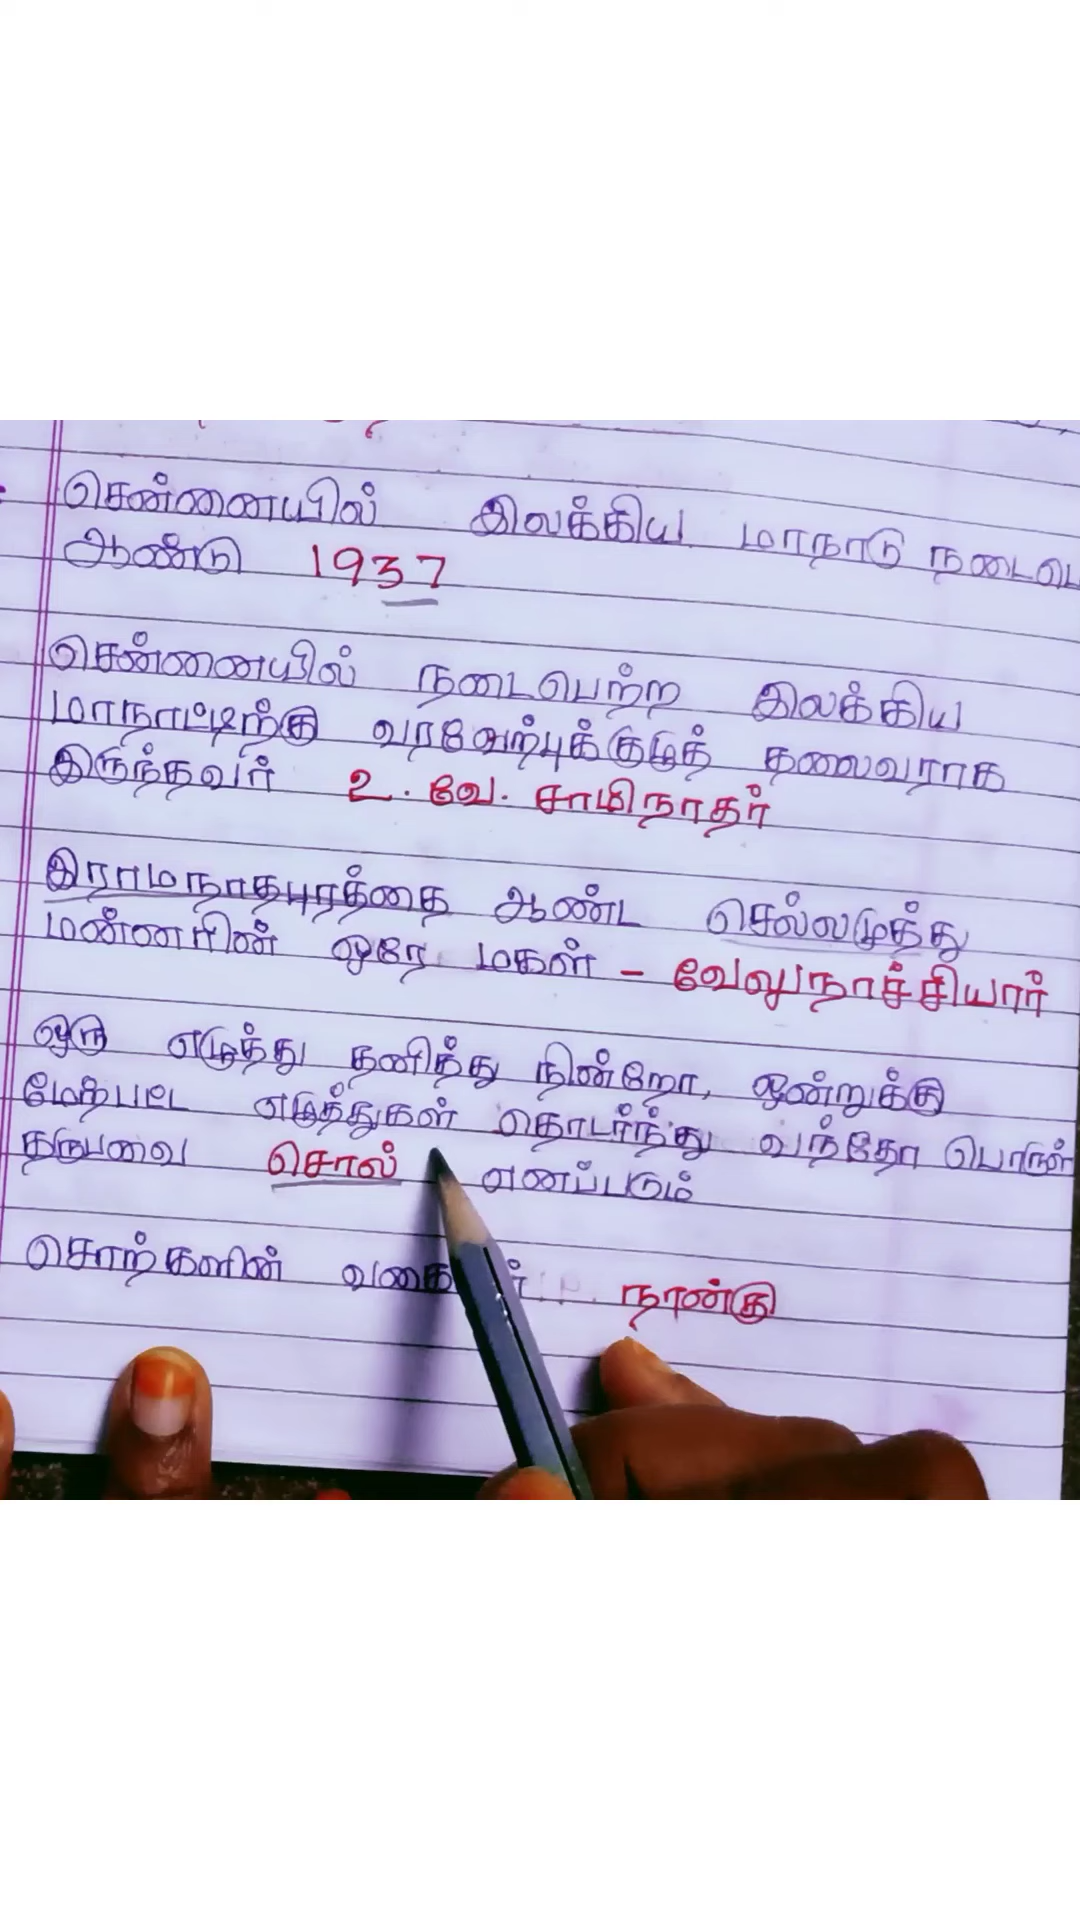 சென்னையில் இலக்கிய மாநாடு நடைபெ
ஆண்டு 1937
சென்னையில் நடைபெற்ற இலக்கிய
மாநாட்டிற்கு வரவேற்புக்குழுத் தலைவராக
இருந்தவர் உ. வே. சாமிநாதர்
இராமநாதபுரத்தை ஆண்ட செல்லமுத்து
மன்னரின் ஒரே மகள் - வேலுநாச்சியார்
ஒரு எழுத்து தனித்து நின்றோ, ஒன்றுக்கு
மேற்பட்ட எழுத்துகள் தொடர்ந்து வந்தோ பொருள்
தருபவை சொல் எனப்படும்
சொற்களின் நான்கு